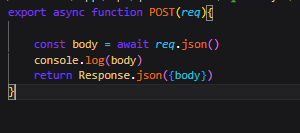 export async function POST(req){
const body = await req.json()
console.log(body)
return Response.json({body})
}